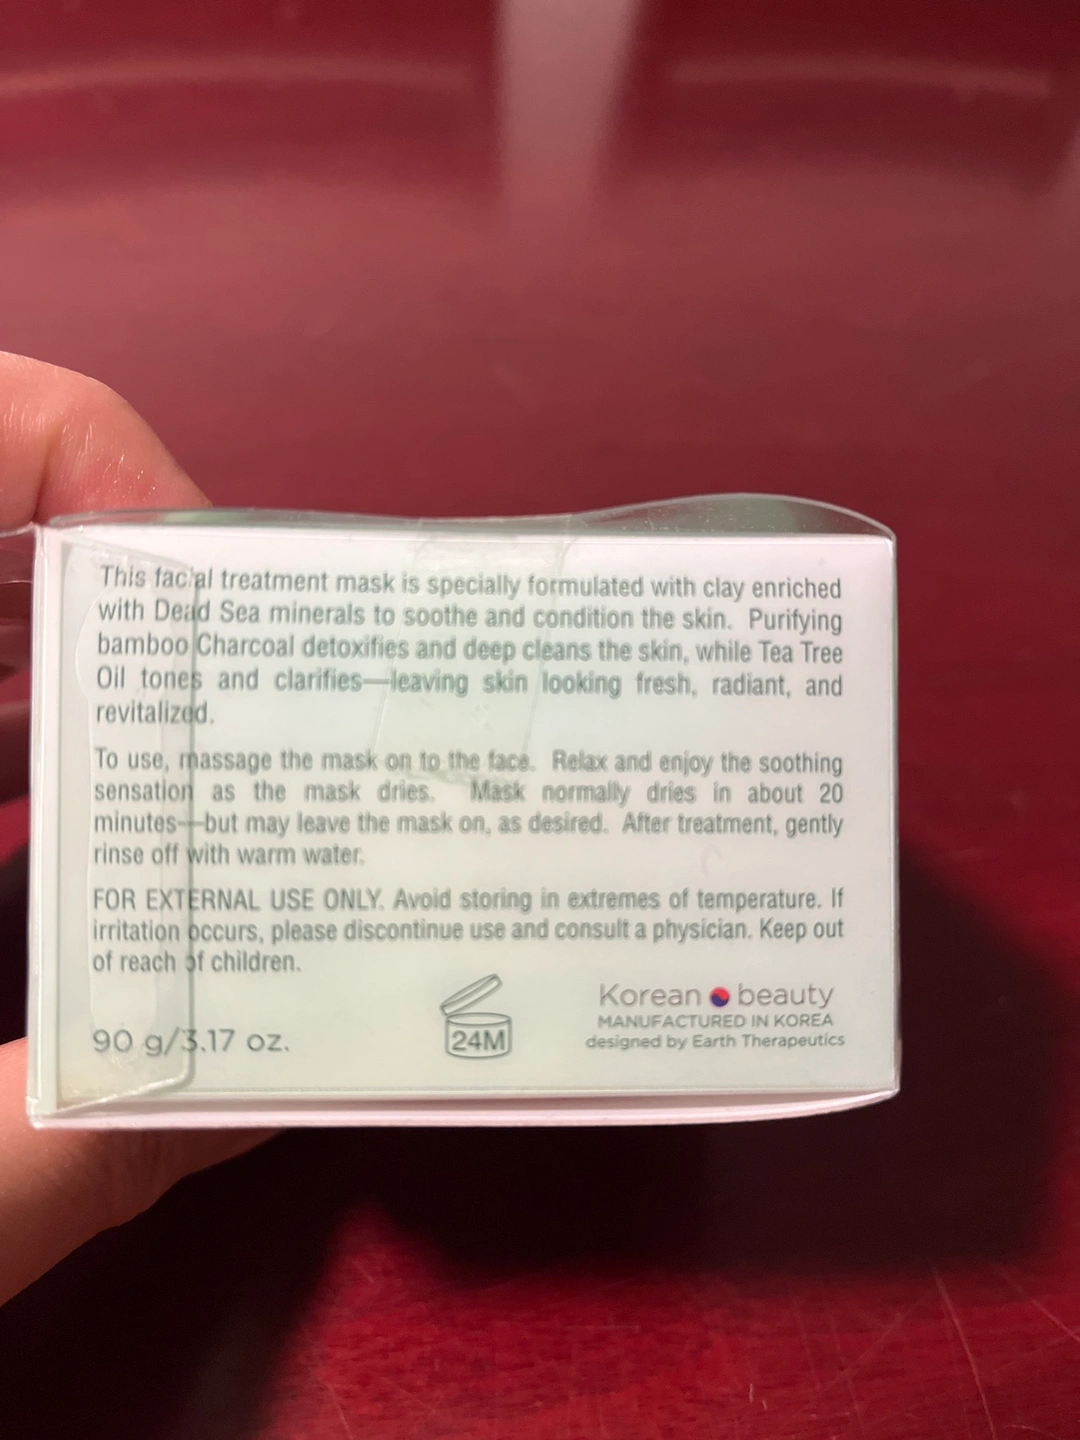 This facial treatment mask is specially formulated with clay enriched
with Dead Sea minerals to soothe and condition the skin. Purifying
bamboo Charcoal detoxifies and deep cleans the skin, while Tea Tree
Oil tones and clarifies—leaving skin looking fresh, radiant, and
revitalized.
To use, massage the mask on to the face. Relax and enjoy the soothing
sensation as the mask dries. Mask normally dries in about 20
minutes—but may leave the mask on, as desired. After treatment, gently
rinse off with warm water.
FOR EXTERNAL USE ONLY. Avoid storing in extremes of temperature. If
irritation occurs, please discontinue use and consult a physician. Keep out
of reach of children.
90 g/3.17 oz.
24M
Korean beauty
MANUFACTURED IN KOREA
designed by Earth Therapeutics